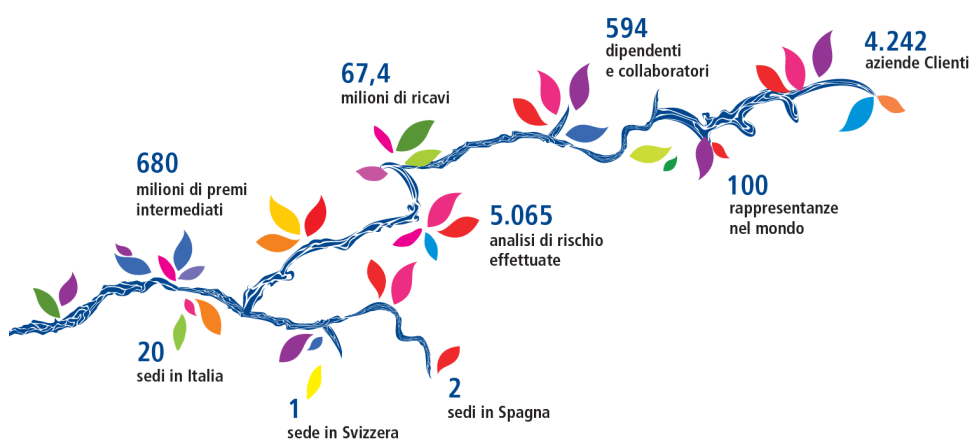 594
dipendenti
e collaboratori
4.242
aziende Clienti
67,4
milioni di ricavi
680
milioni di premi
intermediati
100
rappresentanze
nel mondo
5.065
analisi di rischio
effettuate
20
sedi in Italia
1
sede in Svizzera
2
sedi in Spagna